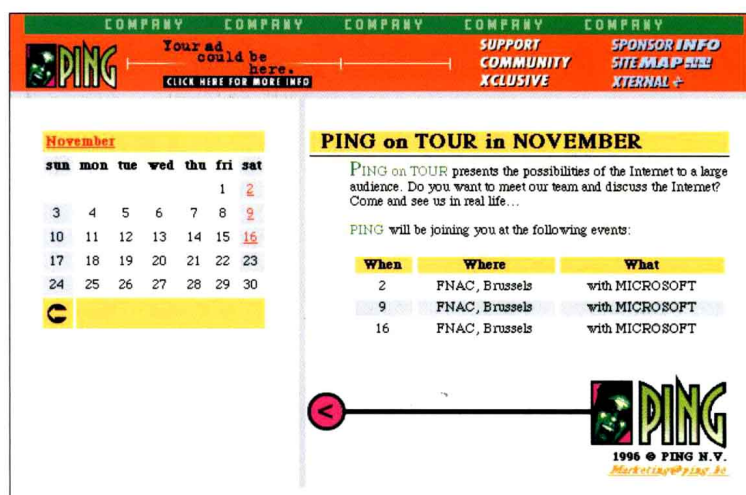 COMPANY COMPANY COMPANY COMPANY COMPANY
PING
Your ad
could be
here.
CLICK HERE FOR MORE INFO
SUPPORT
COMMUNITY
XCLUSIVE
SPONSOR INFO
SITE MAP
XTERNAL +
November
sun mon tue wed thu fri sat
1 2
3 4 5 6 7 8 9
10 11 12 13 14 15 16
17 18 19 20 21 22 23
24 25 26 27 28 29 30
PING on TOUR in NOVEMBER
PING on TOUR presents the possibilities of the Internet to a large
audience. Do you want to meet our team and discuss the Internet?
Come and see us in real life...
PING will be joining you at the following events:
When Where What
2 FNAC, Brussels with MICROSOFT
9 FNAC, Brussels with MICROSOFT
16 FNAC, Brussels with MICROSOFT
<
PING
1996 © PING N.V.
Marketing@ping.be